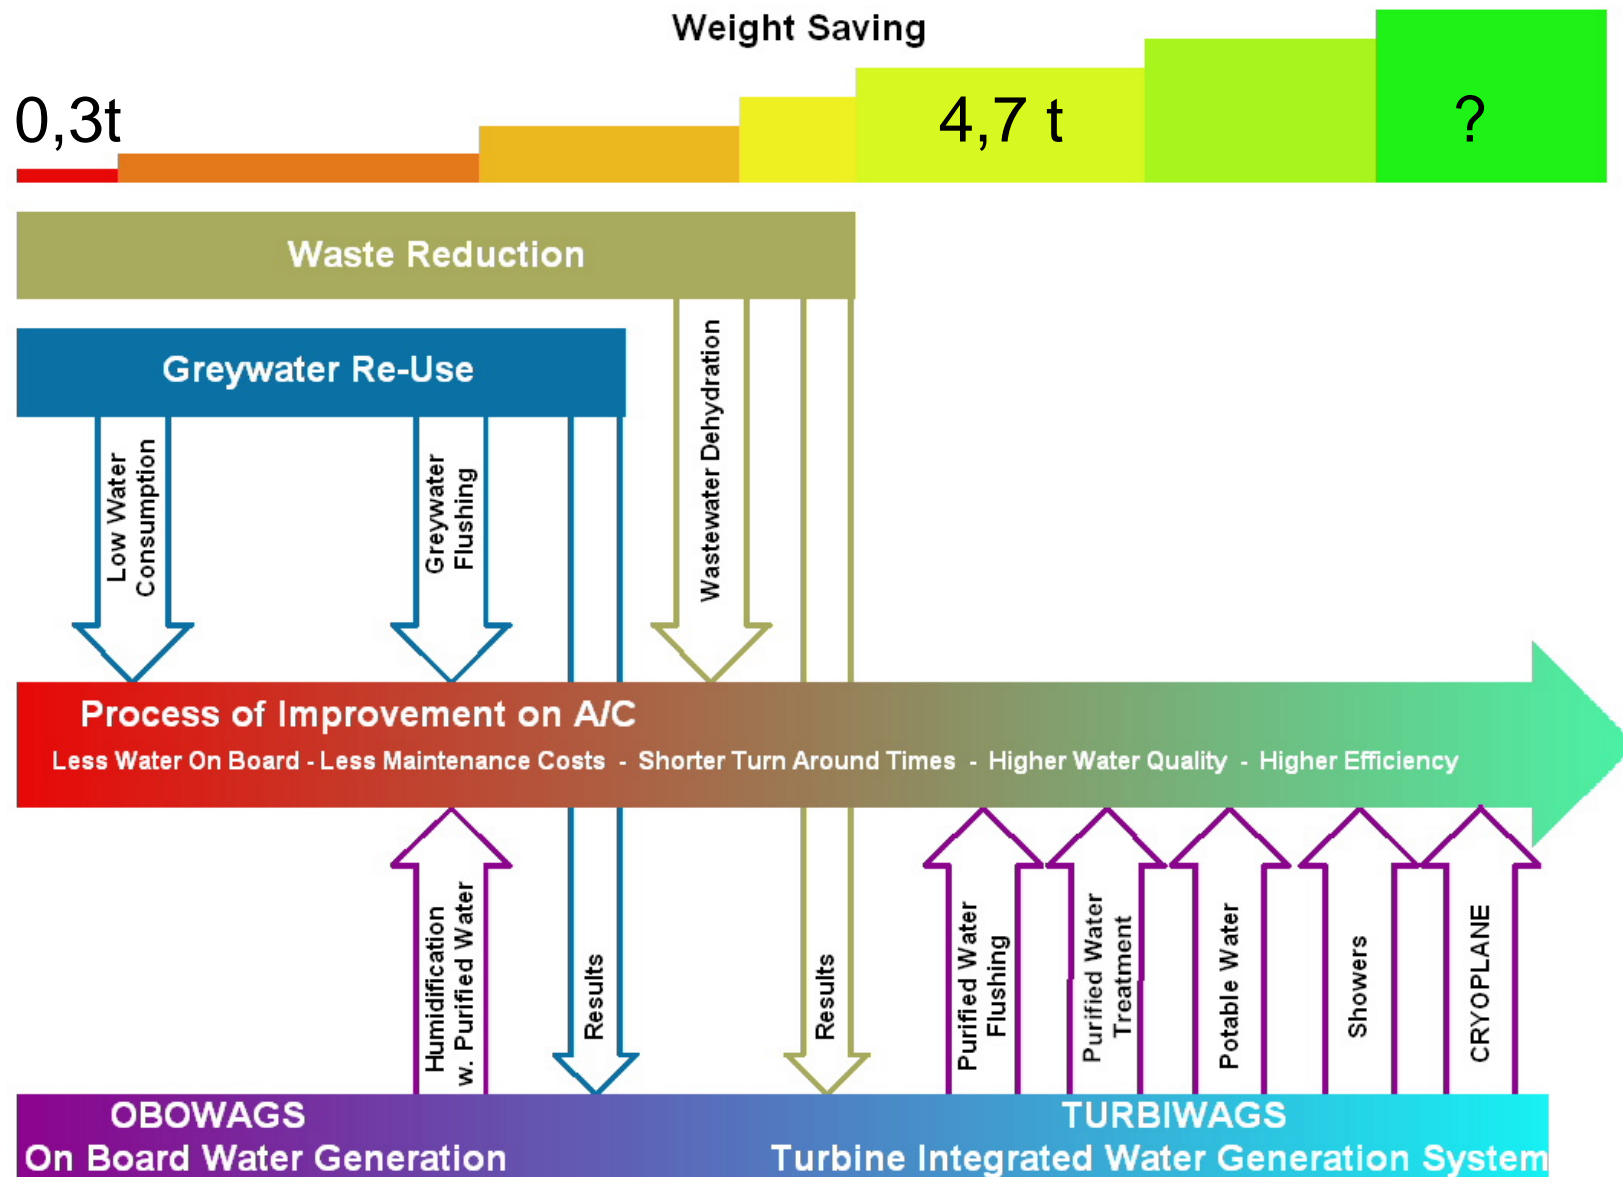 Weight Saving
0,3t
4,7 t
?
Waste Reduction
Greywater Re-Use
Low Water
Consumption
Greywater
Flushing
Wastewater Dehydration
Process of Improvement on A/C
Less Water On Board - Less Maintenance Costs - Shorter Turn Around Times - Higher Water Quality - Higher Efficiency
Humidification
w. Purified Water
Results
Results
Purified Water
Flushing
Purified Water
Treatment
Potable Water
Showers
CRYOPLANE
OBOWAGS
On Board Water Generation
TURBIWAGS
Turbine Integrated Water Generation System